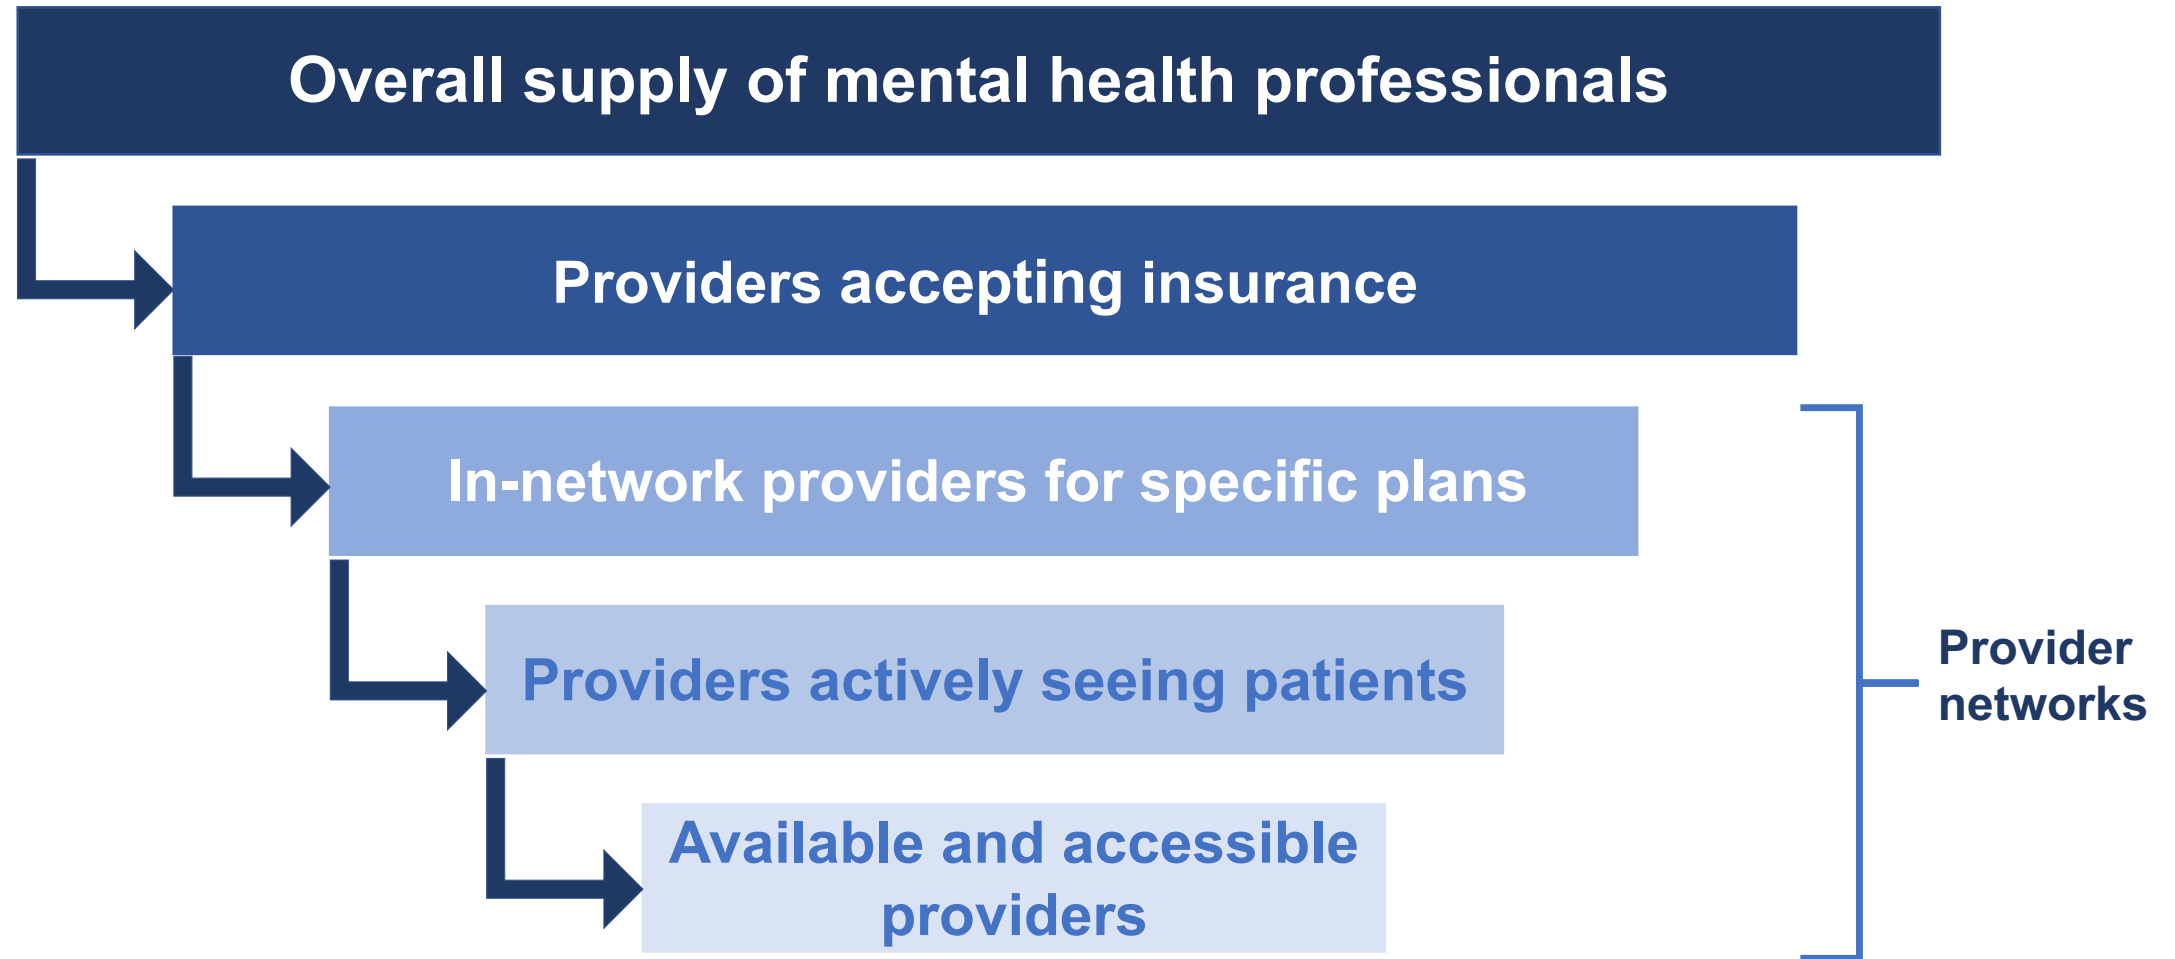 Overall supply of mental health professionals
Providers accepting insurance
In-network providers for specific plans
Providers actively seeing patients
Available and accessible
providers
Provider
networks